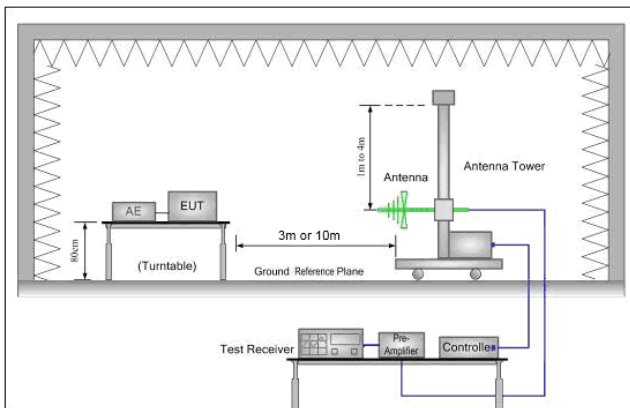 1m to 4m
Antenna
Antenna Tower
AE
EUT
80cm
3m or 10m
(Turntable)
Ground Reference Plane
Test Receiver
Pre-
Amplifier
Controller